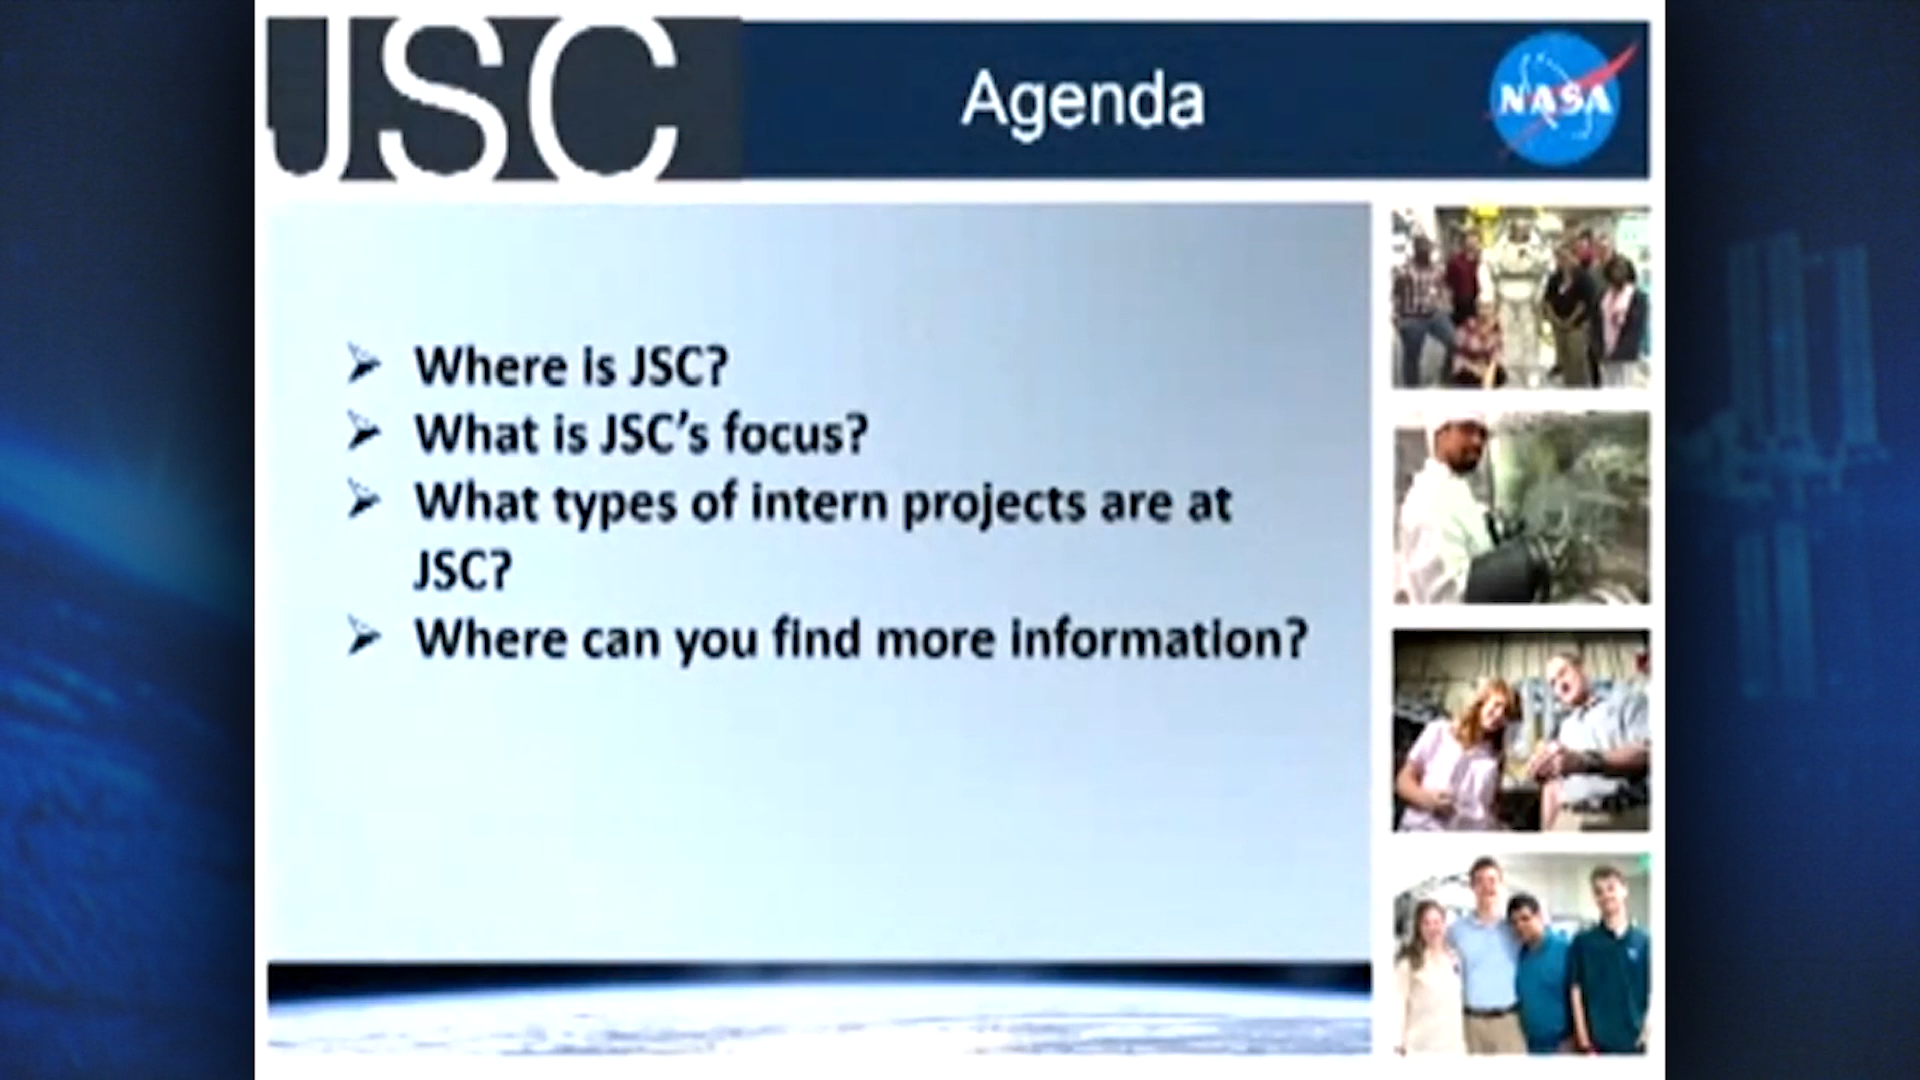 JSC
Agenda
NASA
Where is JSC?
What is JSC's focus?
What types of intern projects are at
JSC?
Where can you find more information?